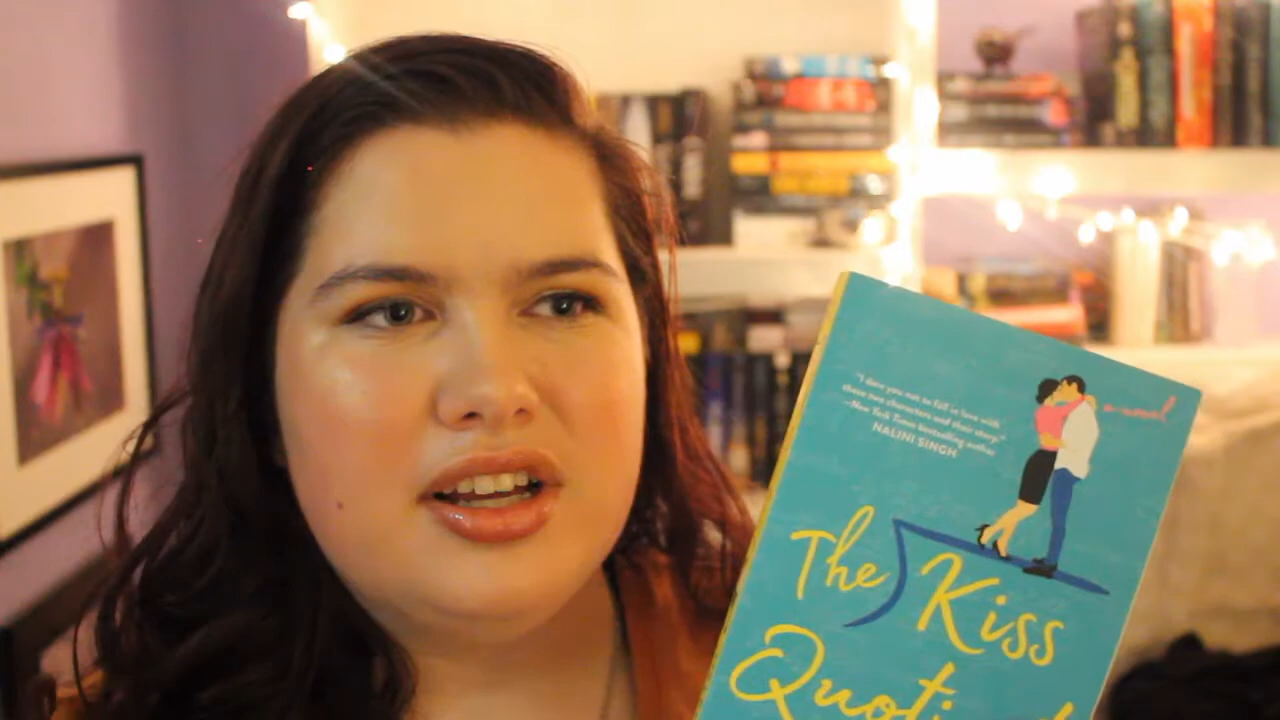 "I dare you not to fall in love with
these two characters and their story."
—New York Times bestselling author
NALINI SINGH
a novel
The Kiss
Quoti